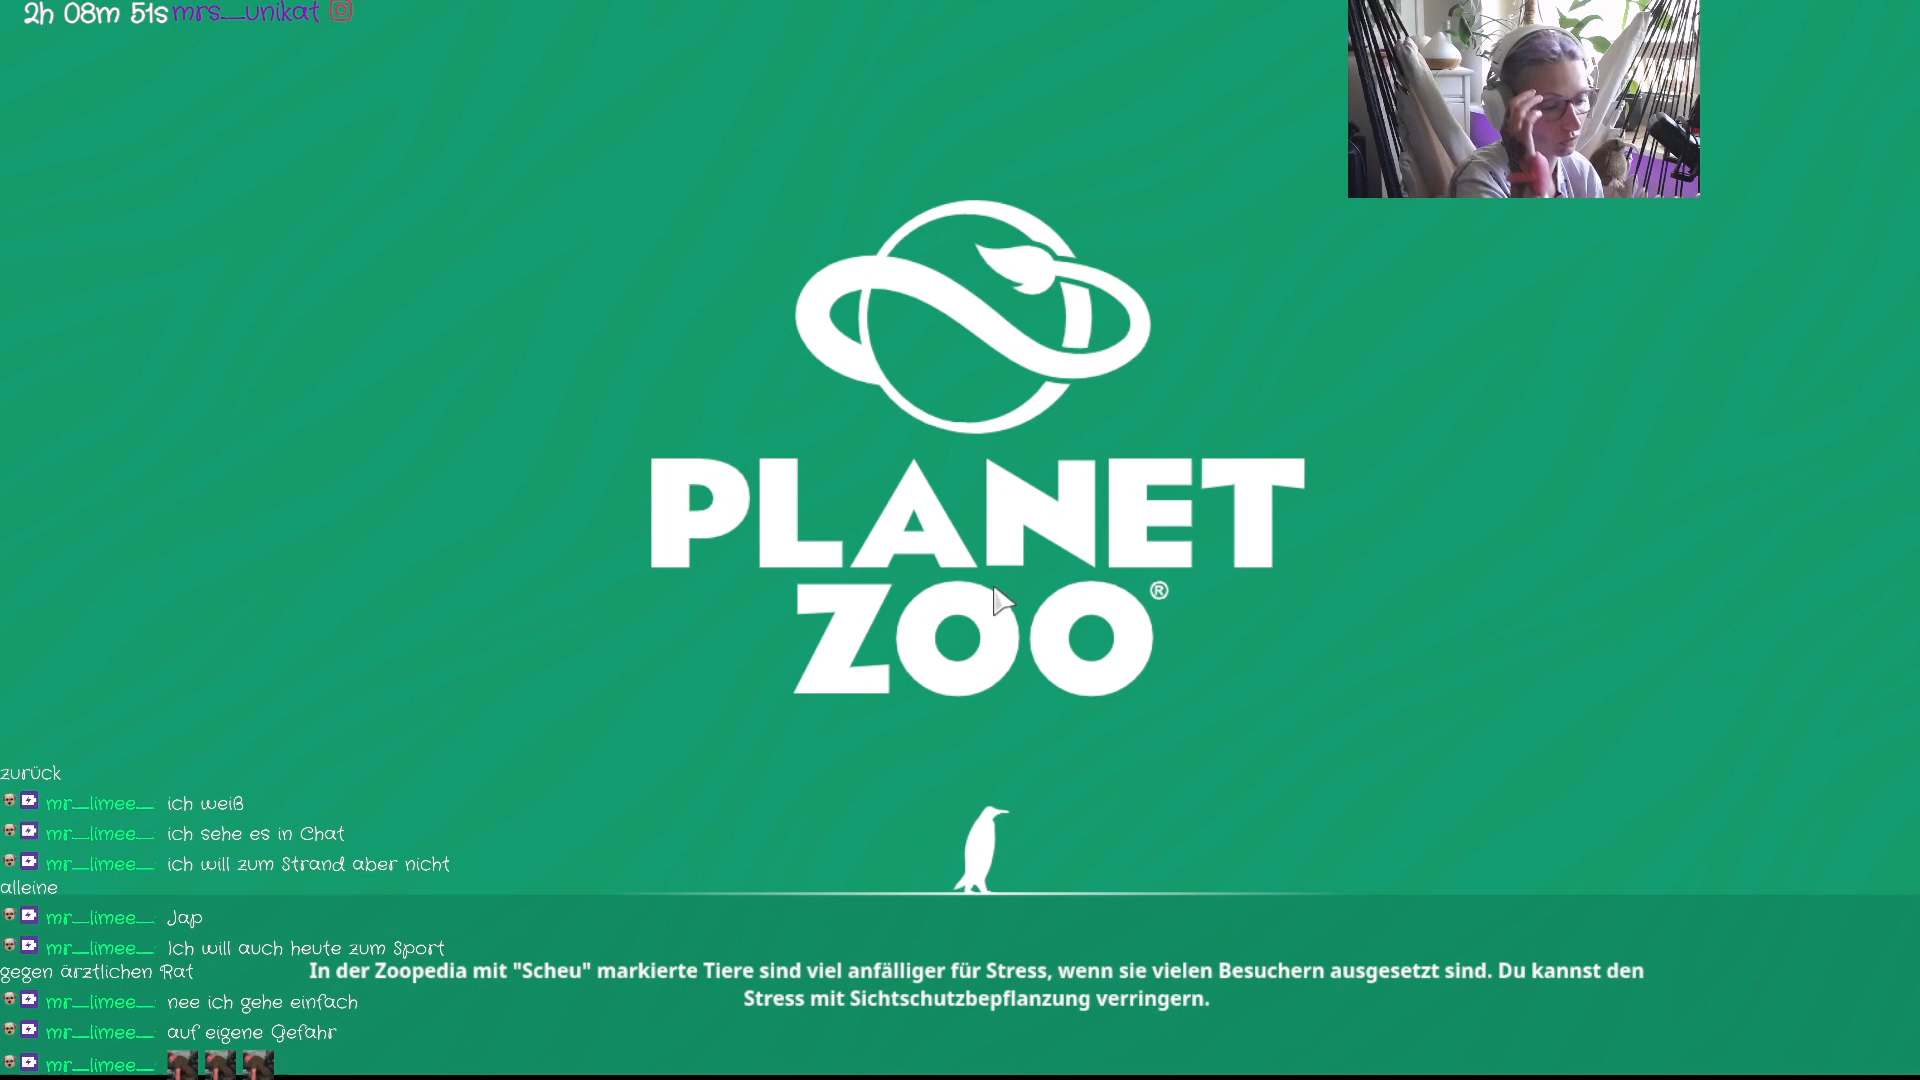 2h 08m 51s mrs__unikat
PLANET
ZOO®
zurück
mr__limee__: ich weiß
mr__limee__: ich sehe es in Chat
mr__limee__: ich will zum Strand aber nicht
alleine
mr__limee__: Jap
mr__limee__: Ich will auch heute zum Sport
gegen ärztlichen Rat
mr__limee__: nee ich gehe einfach
mr__limee__: auf eigene Gefahr
mr__limee__:
In der Zoopedia mit "Scheu" markierte Tiere sind viel anfälliger für Stress, wenn sie vielen Besuchern ausgesetzt sind. Du kannst den
Stress mit Sichtschutzbepflanzung verringern.